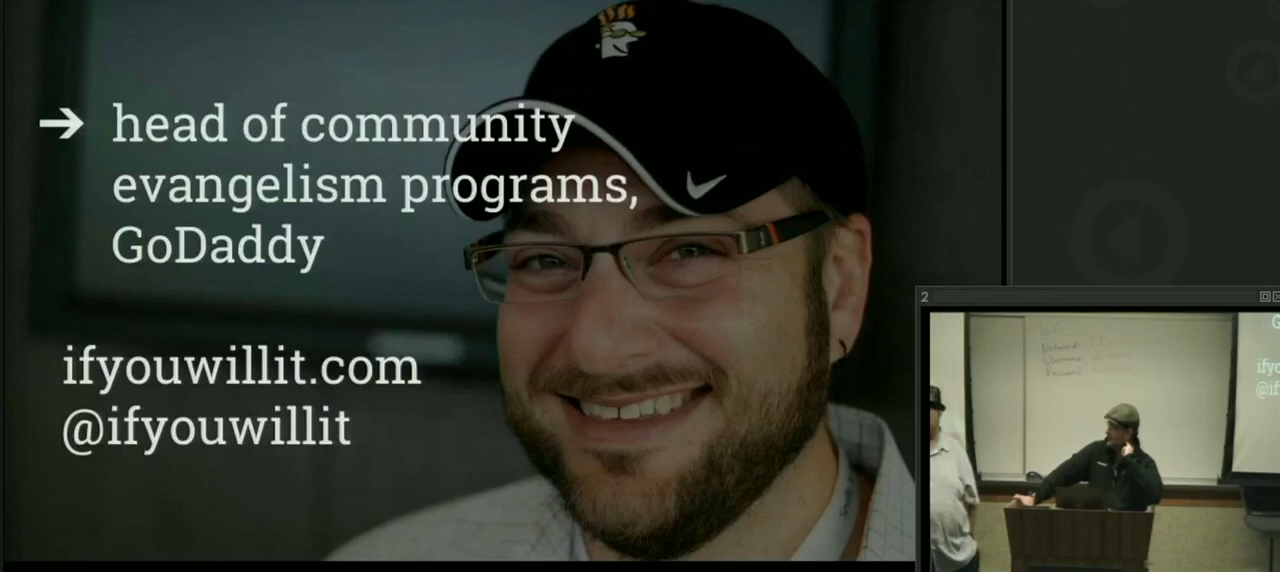 ➔ head of community
evangelism programs,
GoDaddy
ifyouwillit.com
@ifyouwillit
2